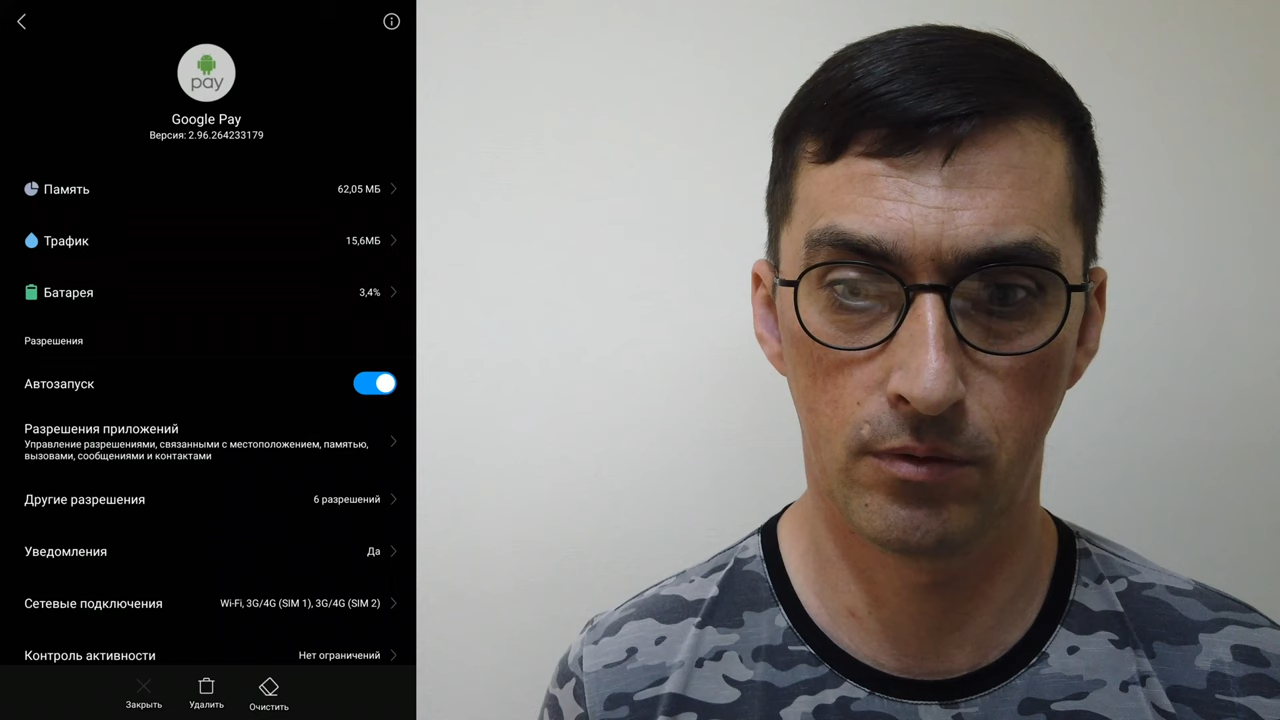 pay
Google Pay
Версия: 2.96.264233179
Память 62,05 МБ
Трафик 15,6МБ
Батарея 3,4%
Разрешения
Автозапуск
Разрешения приложений
Управление разрешениями, связанными с местоположением, памятью,
вызовами, сообщениями и контактами
Другие разрешения 6 разрешений
Уведомления Да
Сетевые подключения Wi-Fi, 3G/4G (SIM 1), 3G/4G (SIM 2)
Контроль активности Нет ограничений
Закрыть Удалить Очистить